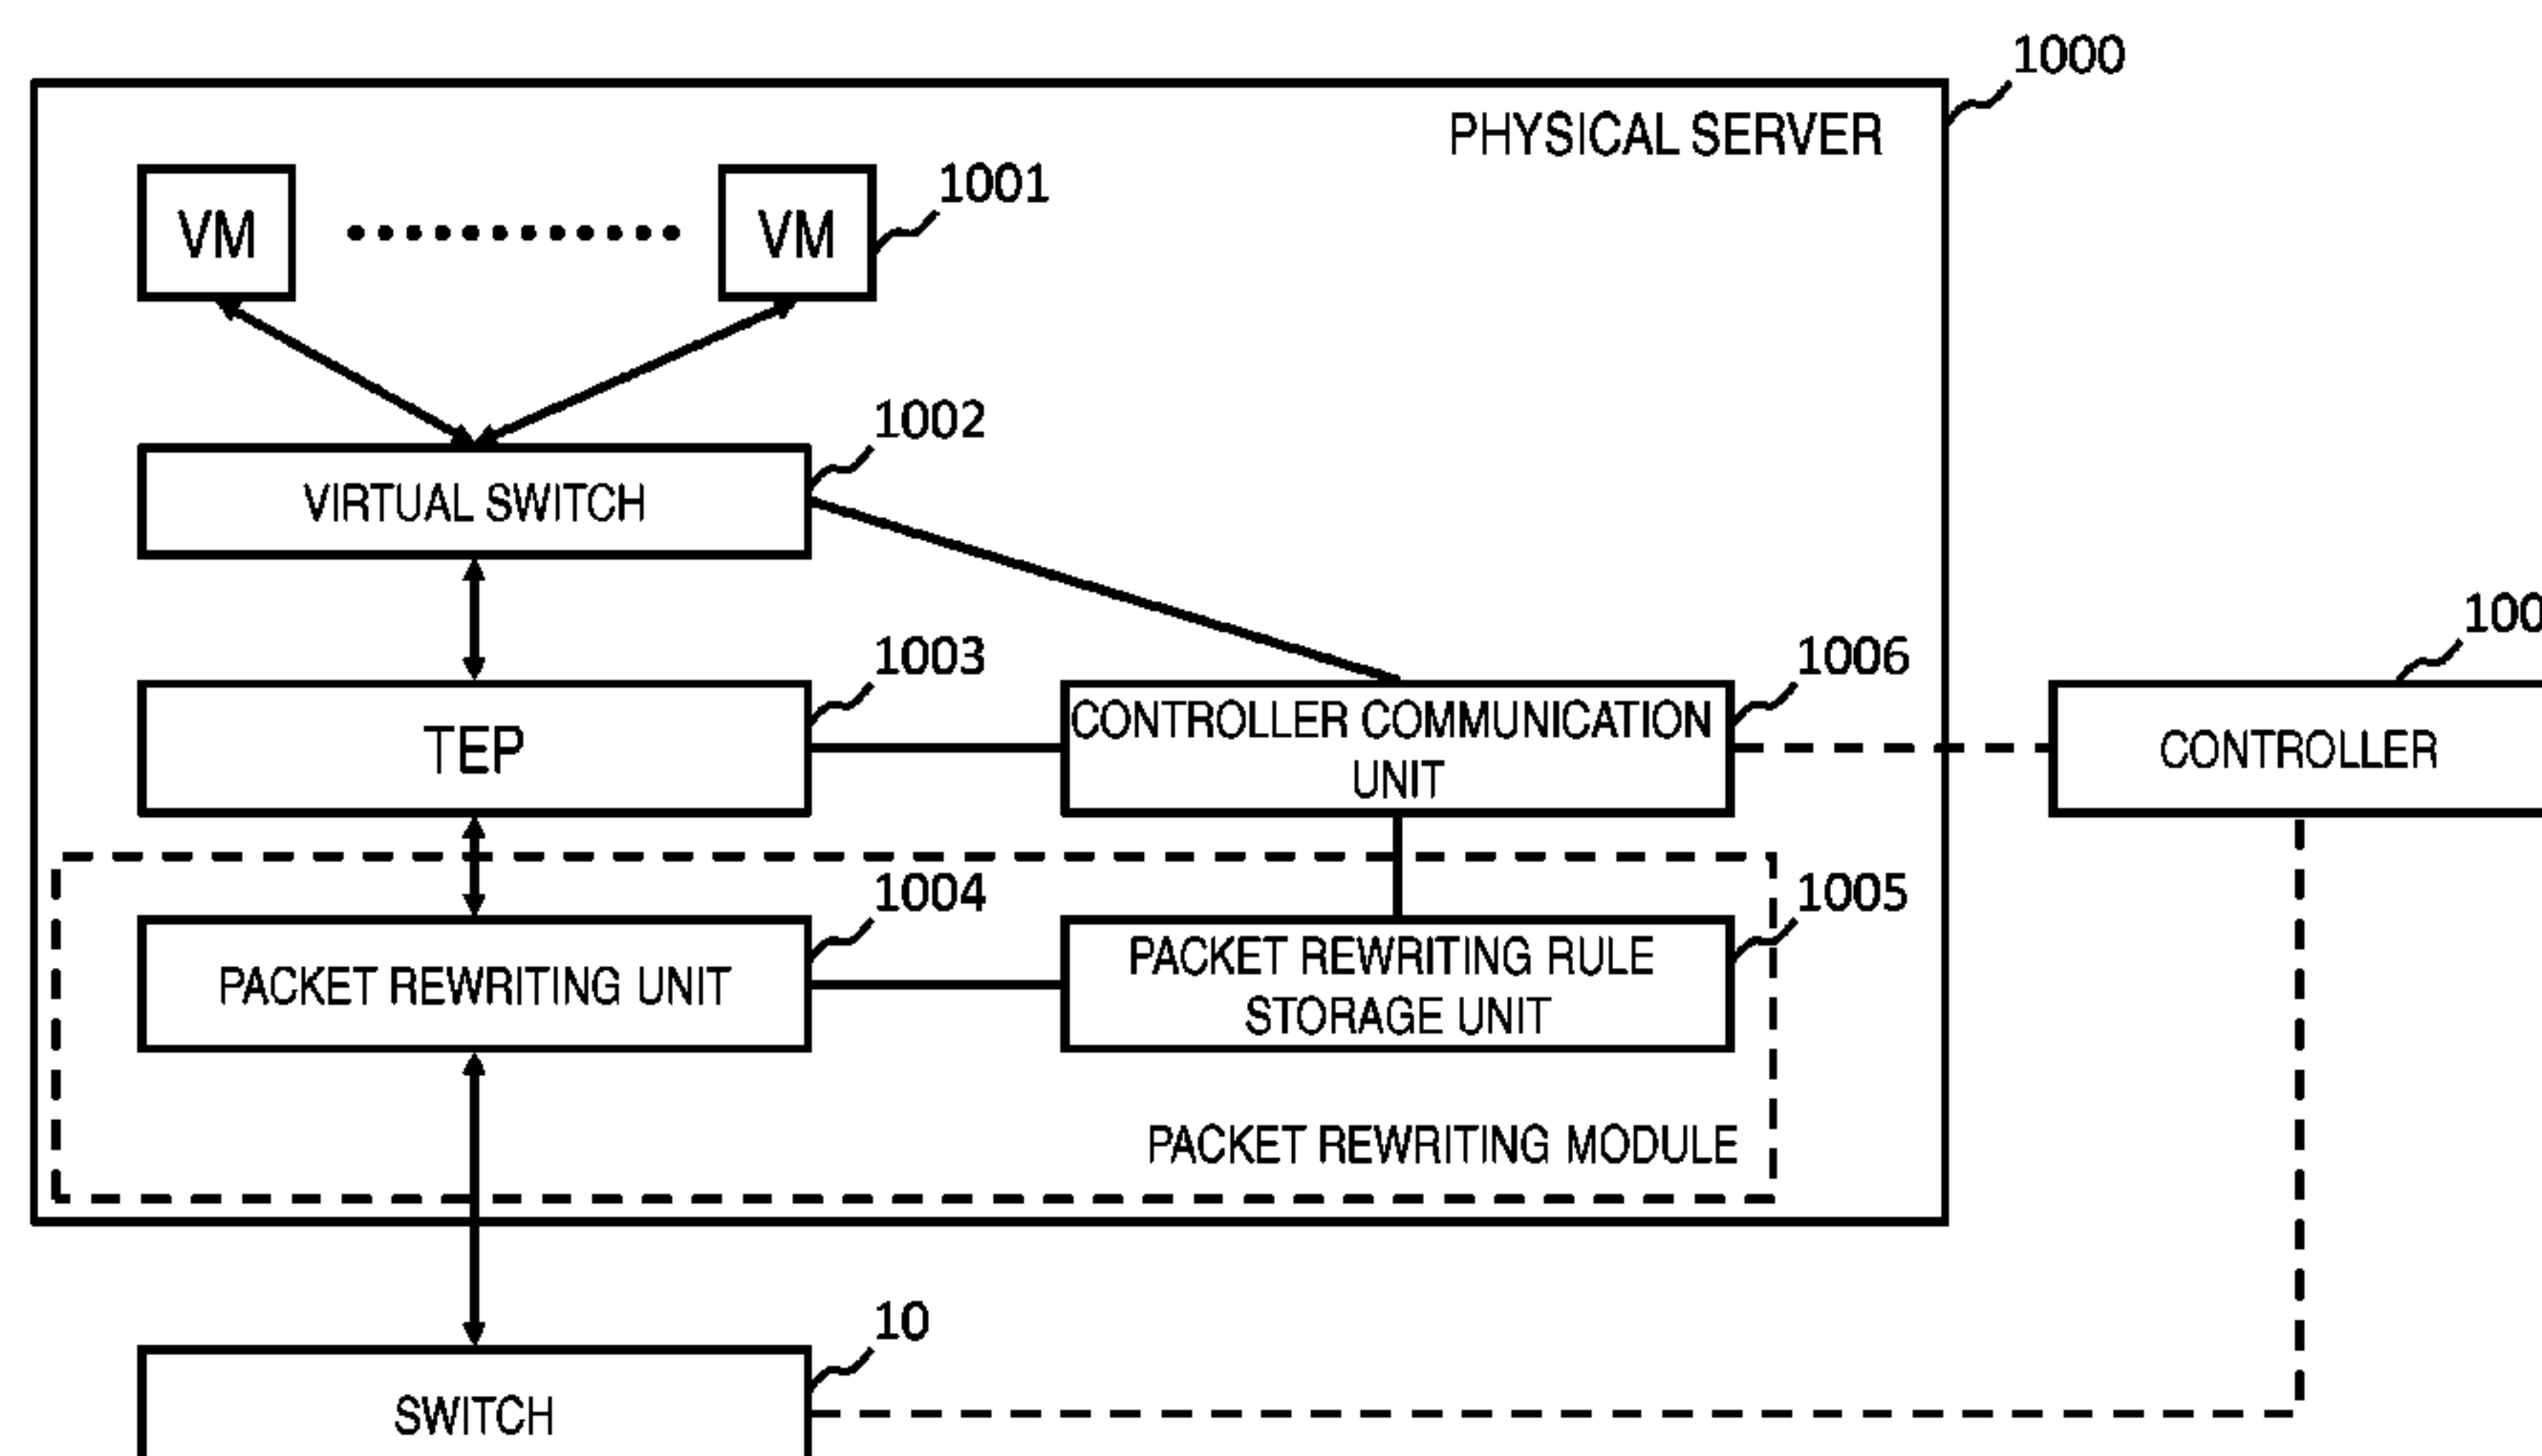 1000
PHYSICAL SERVER
VM
VM
1001
1002
VIRTUAL SWITCH
1003
TEP
1006
CONTROLLER COMMUNICATION
UNIT
100
CONTROLLER
1004
PACKET REWRITING UNIT
1005
PACKET REWRITING RULE
STORAGE UNIT
PACKET REWRITING MODULE
10
SWITCH